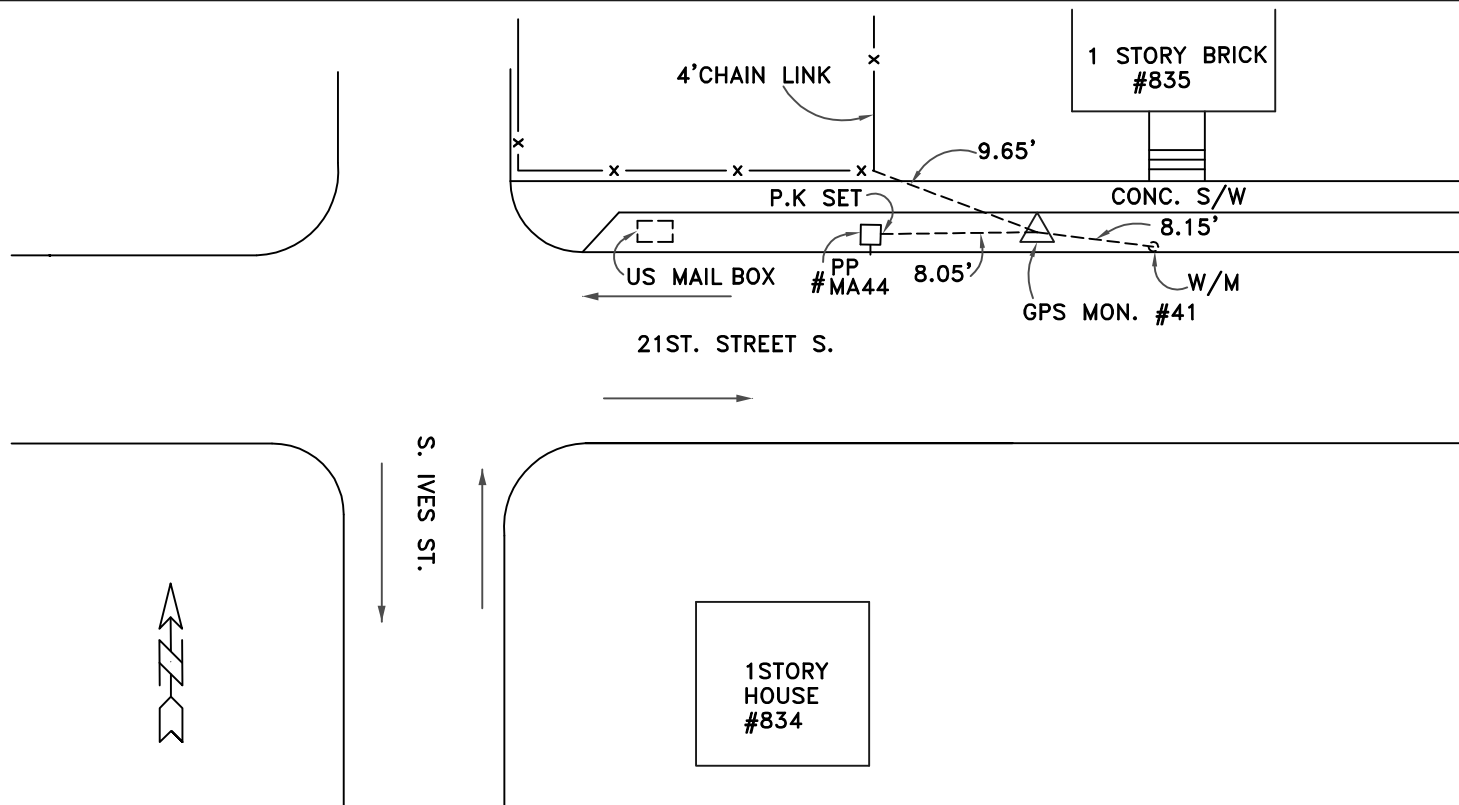 1 STORY BRICK
#835
4'CHAIN LINK
x
x
x
x
x
9.65'
P.K SET
CONC. S/W
8.15'
US MAIL BOX
PP
# MA44
8.05'
W/M
GPS MON. #41
21ST. STREET S.
S. IVES ST.
N
1STORY
HOUSE
#834